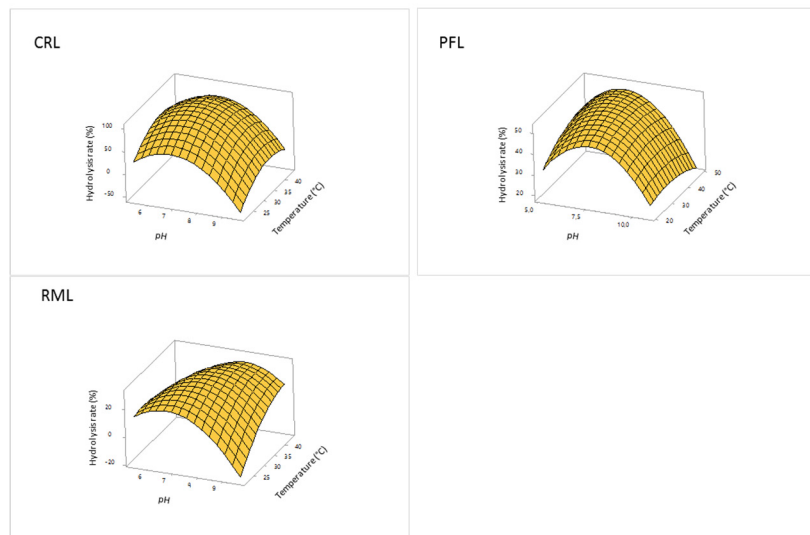 CRL
Hydrolysis rate (%)
100
50
0
-50
6
7
8
9
pH
25
30
35
40
Temperature (°C)
PFL
Hydrolysis rate (%)
50
40
30
20
5,0
7,5
10,0
pH
20
30
40
50
Temperature (°C)
RML
Hydrolysis rate (%)
20
0
-20
6
7
8
9
pH
25
30
35
40
Temperature (°C)